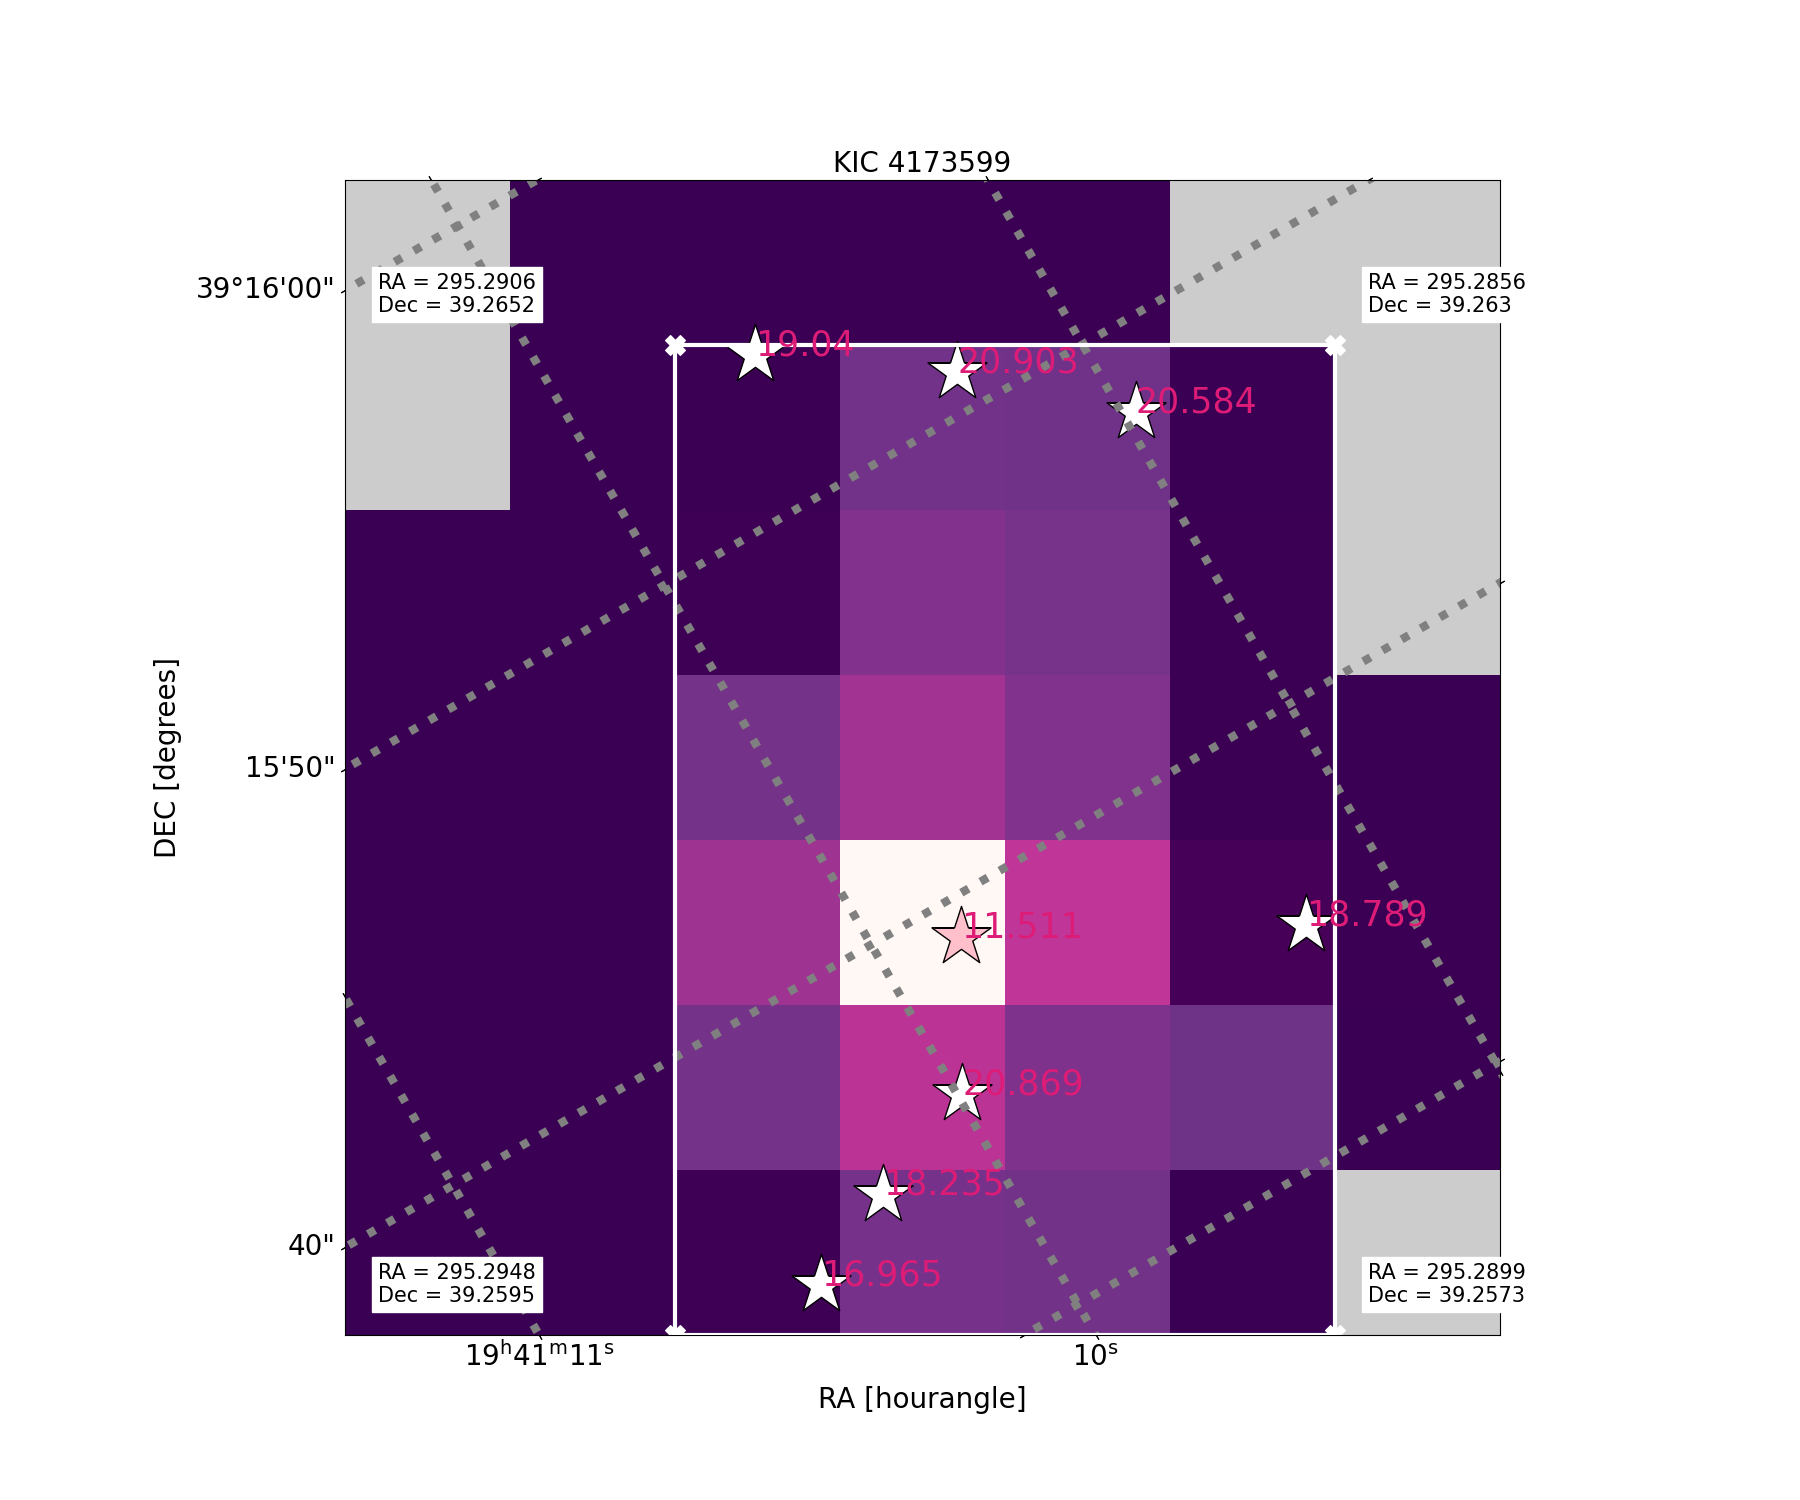 KIC 4173599
39°16'00"
RA = 295.2906
Dec = 39.2652
RA = 295.2856
Dec = 39.263
19.04
20.903
20.584
DEC [degrees]
15'50"
11.511
18.789
20.869
18.235
16.965
40"
RA = 295.2948
Dec = 39.2595
RA = 295.2899
Dec = 39.2573
19ʰ41ᵐ11ˢ
10ˢ
RA [hourangle]